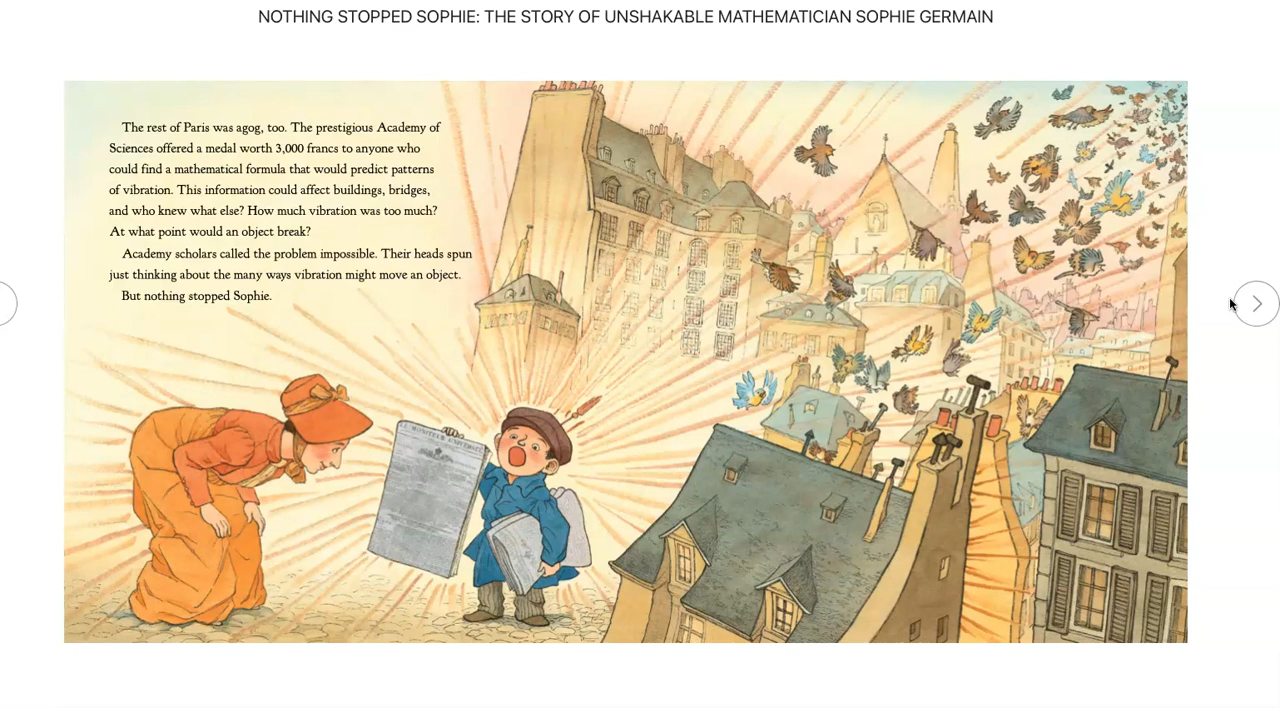 NOTHING STOPPED SOPHIE: THE STORY OF UNSHAKABLE MATHEMATICIAN SOPHIE GERMAIN
The rest of Paris was agog, too. The prestigious Academy of
Sciences offered a medal worth 3,000 francs to anyone who
could find a mathematical formula that would predict patterns
of vibration. This information could affect buildings, bridges,
and who knew what else? How much vibration was too much?
At what point would an object break?
Academy scholars called the problem impossible. Their heads spun
just thinking about the many ways vibration might move an object.
But nothing stopped Sophie.
MONITEUR